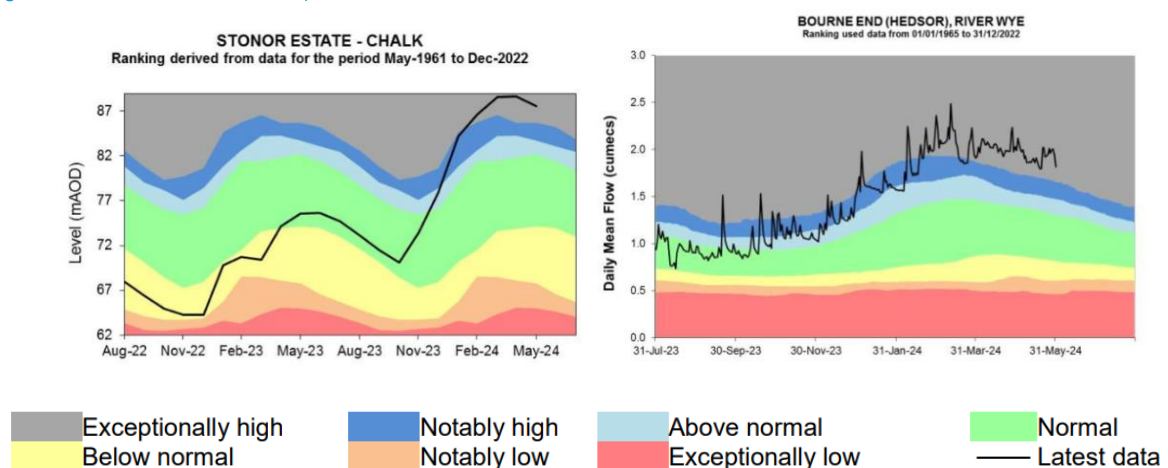 STONOR ESTATE - CHALK
Ranking derived from data for the period May-1961 to Dec-2022
Level (mAOD)
87
82
77
72
67
62
Aug-22 Nov-22 Feb-23 May-23 Aug-23 Nov-23 Feb-24 May-24
BOURNE END (HEDSOR), RIVER WYE
Ranking used data from 01/01/1965 to 31/12/2022
Daily Mean Flow (cumecs)
3.0
2.5
2.0
1.5
1.0
0.5
0.0
31-Jul-23 30-Sep-23 30-Nov-23 31-Jan-24 31-Mar-24 31-May-24
Exceptionally high Notably high Above normal Normal
Below normal Notably low Exceptionally low Latest data